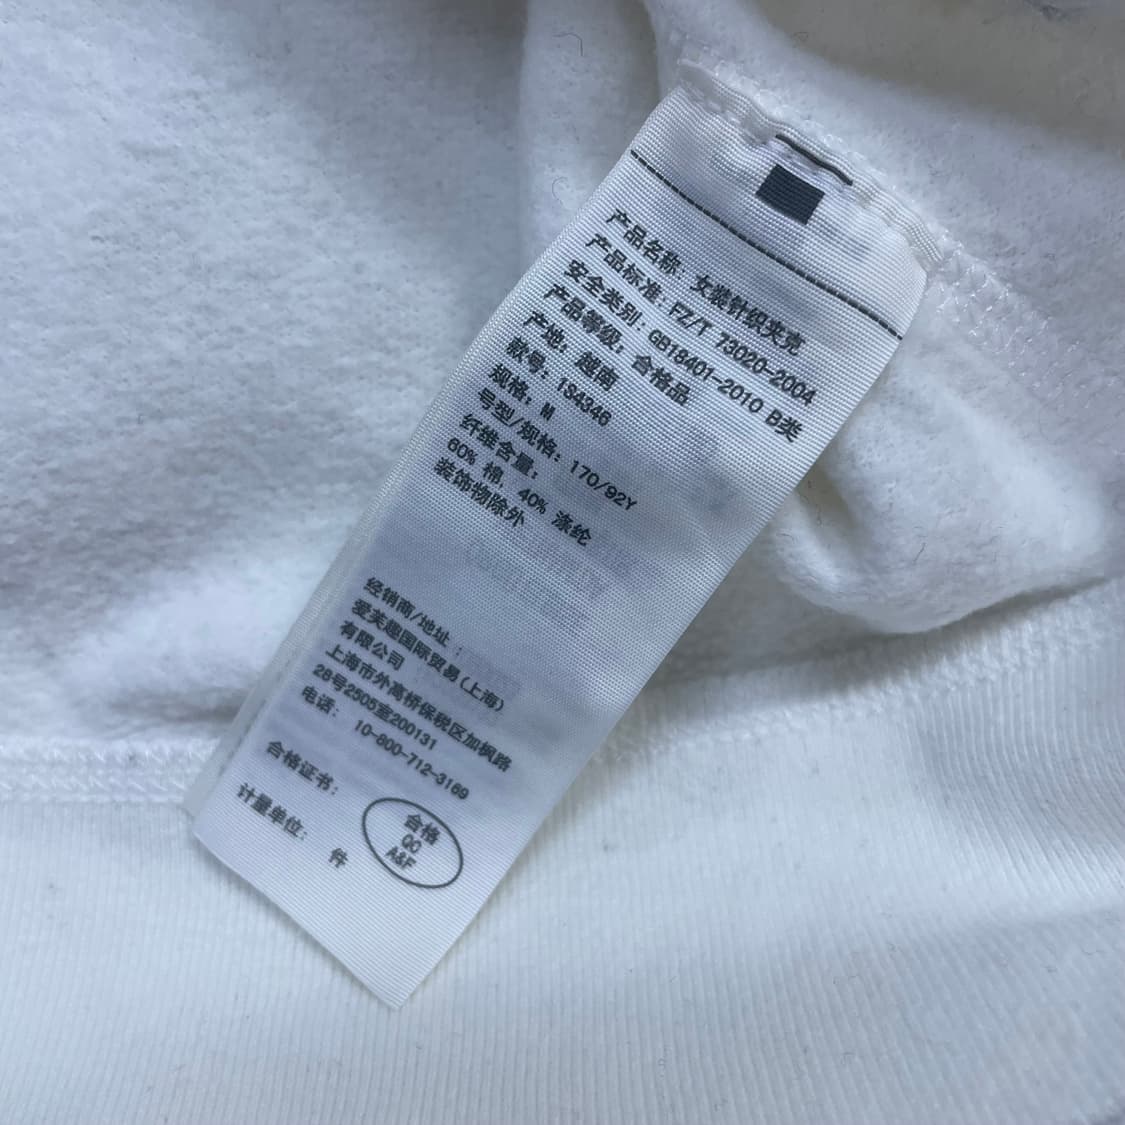 产品名称：女装针织夹克
产品标准：FZ/T 73020-2004
安全类别：GB18401-2010 B类
产品等级：合格品
产地：越南
款号：1S4346
规格：M
号型/规格：170/92Y
纤维含量：
60% 棉，40% 涤纶
装饰物除外
经销商/地址：
爱芙趣国际贸易(上海)
有限公司
上海市外高桥保税区加枫路
28号2505室200131
电话： 10-800-712-3169
合格证书：
合格
QC
A&F
计量单位： 件